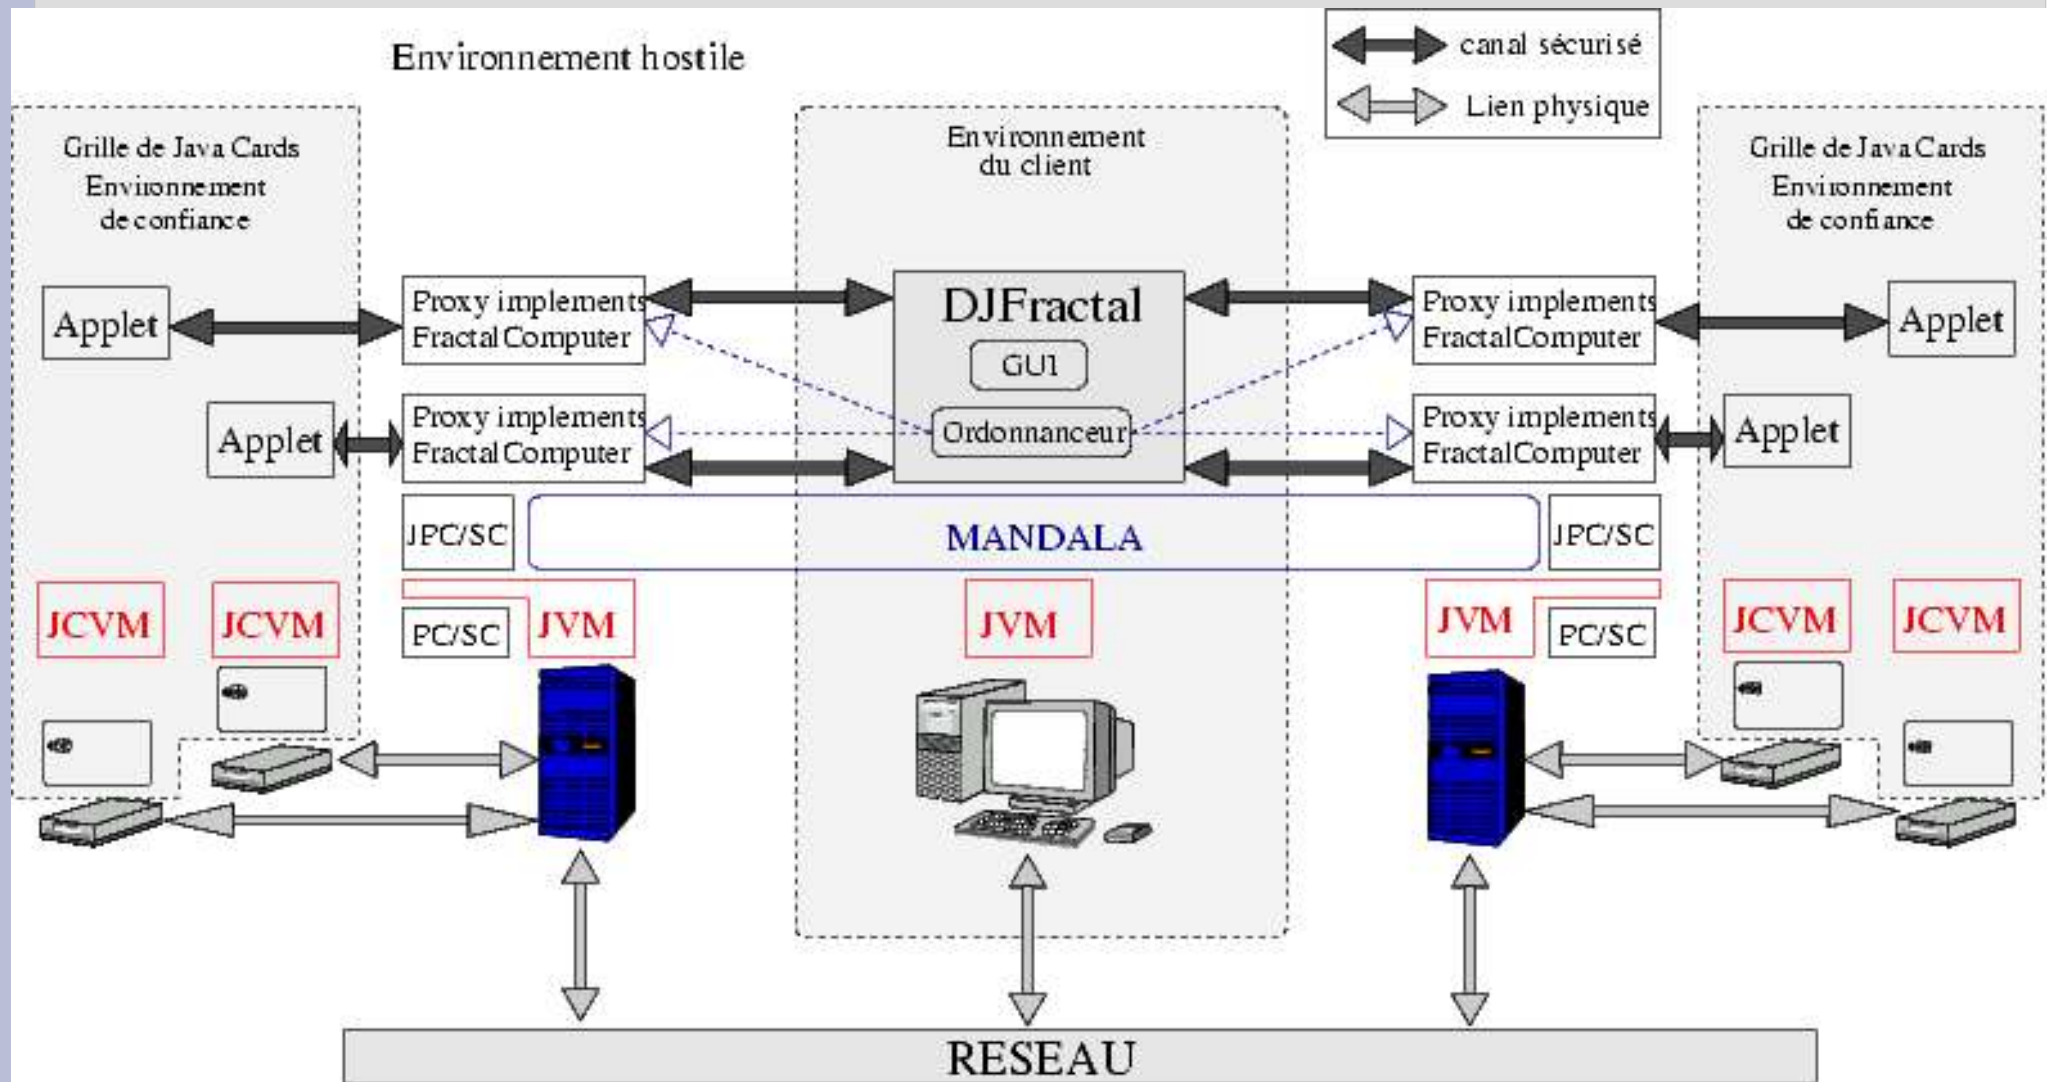 Environnement hostile
canal sécurisé
Lien physique
Grille de Java Cards
Environnement
de confiance
Environnement
du client
Grille de Java Cards
Environnement
de confiance
Applet
Proxy implements
FractalComputer
DJFractal
GUI
Ordonnanceur
Proxy implements
FractalComputer
Applet
Applet
Proxy implements
FractalComputer
Proxy implements
FractalComputer
Applet
JPC/SC
MANDALA
JPC/SC
JCVM
JCVM
PC/SC
JVM
JVM
JVM
PC/SC
JCVM
JCVM
RESEAU